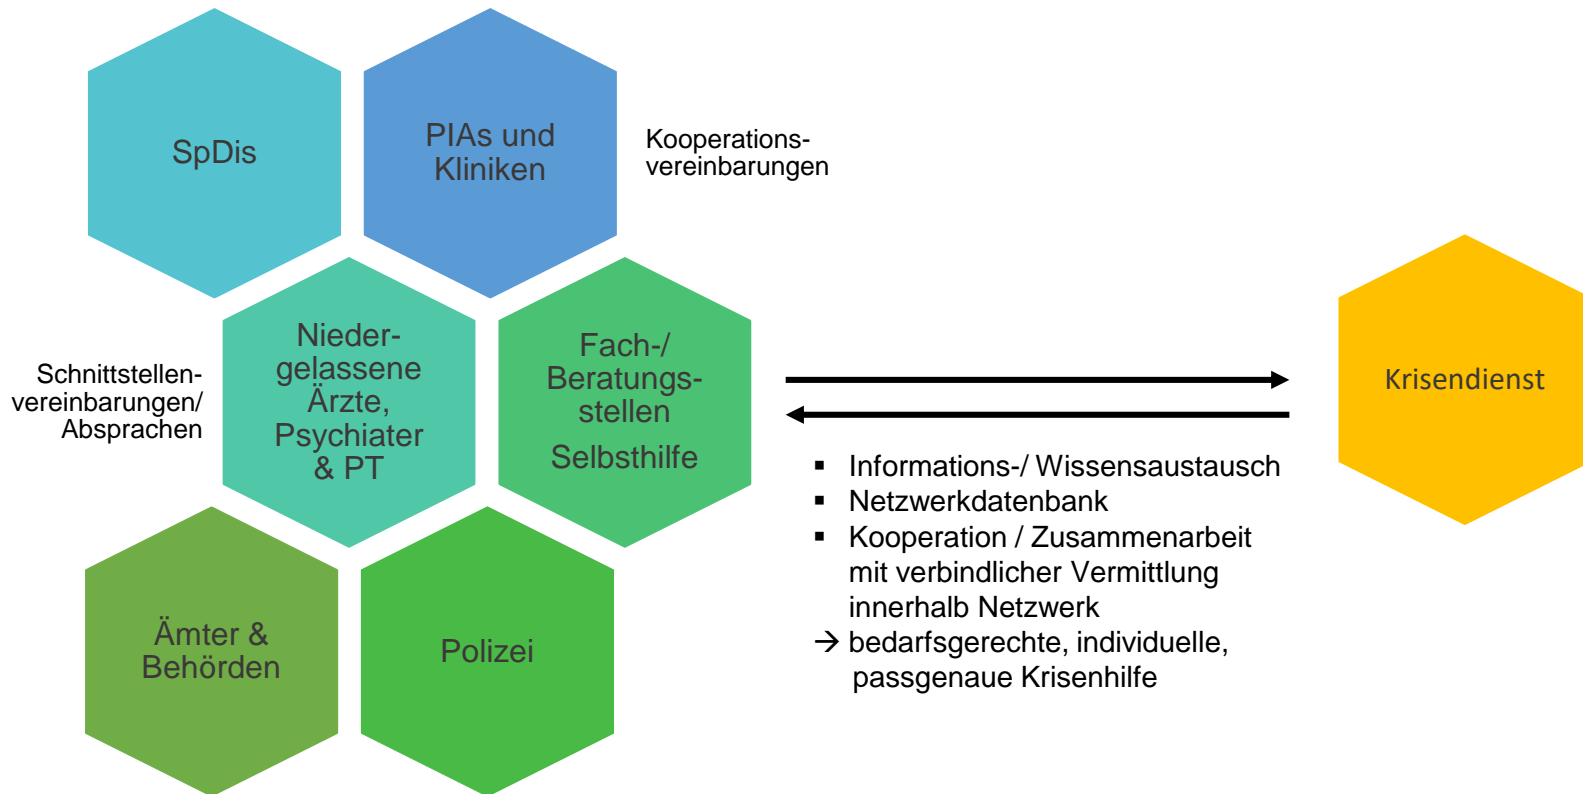 SpDis
PIAs und
Kliniken
Kooperations-
vereinbarungen
Schnittstellen-
vereinbarungen/
Absprachen
Nieder-
gelassene
Ärzte,
Psychiater
& PT
Fach-/
Beratungs-
stellen
Selbsthilfe
Ämter &
Behörden
Polizei
▪ Informations-/ Wissensaustausch
▪ Netzwerkdatenbank
▪ Kooperation / Zusammenarbeit
mit verbindlicher Vermittlung
innerhalb Netzwerk
→ bedarfsgerechte, individuelle,
passgenaue Krisenhilfe
Krisendienst